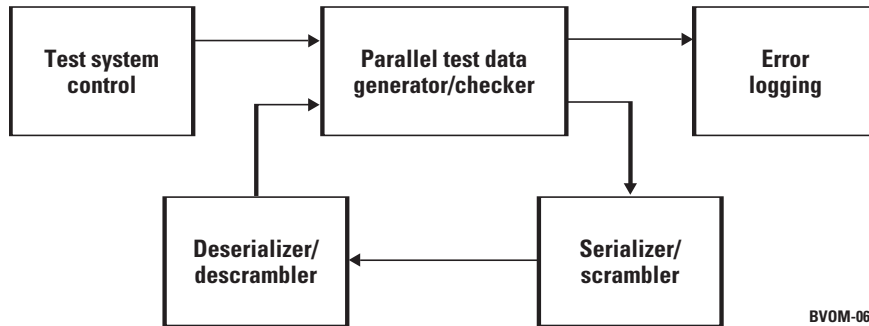 Test system
control
Parallel test data
generator/checker
Error
logging
Deserializer/
descrambler
Serializer/
scrambler
BVOM-06